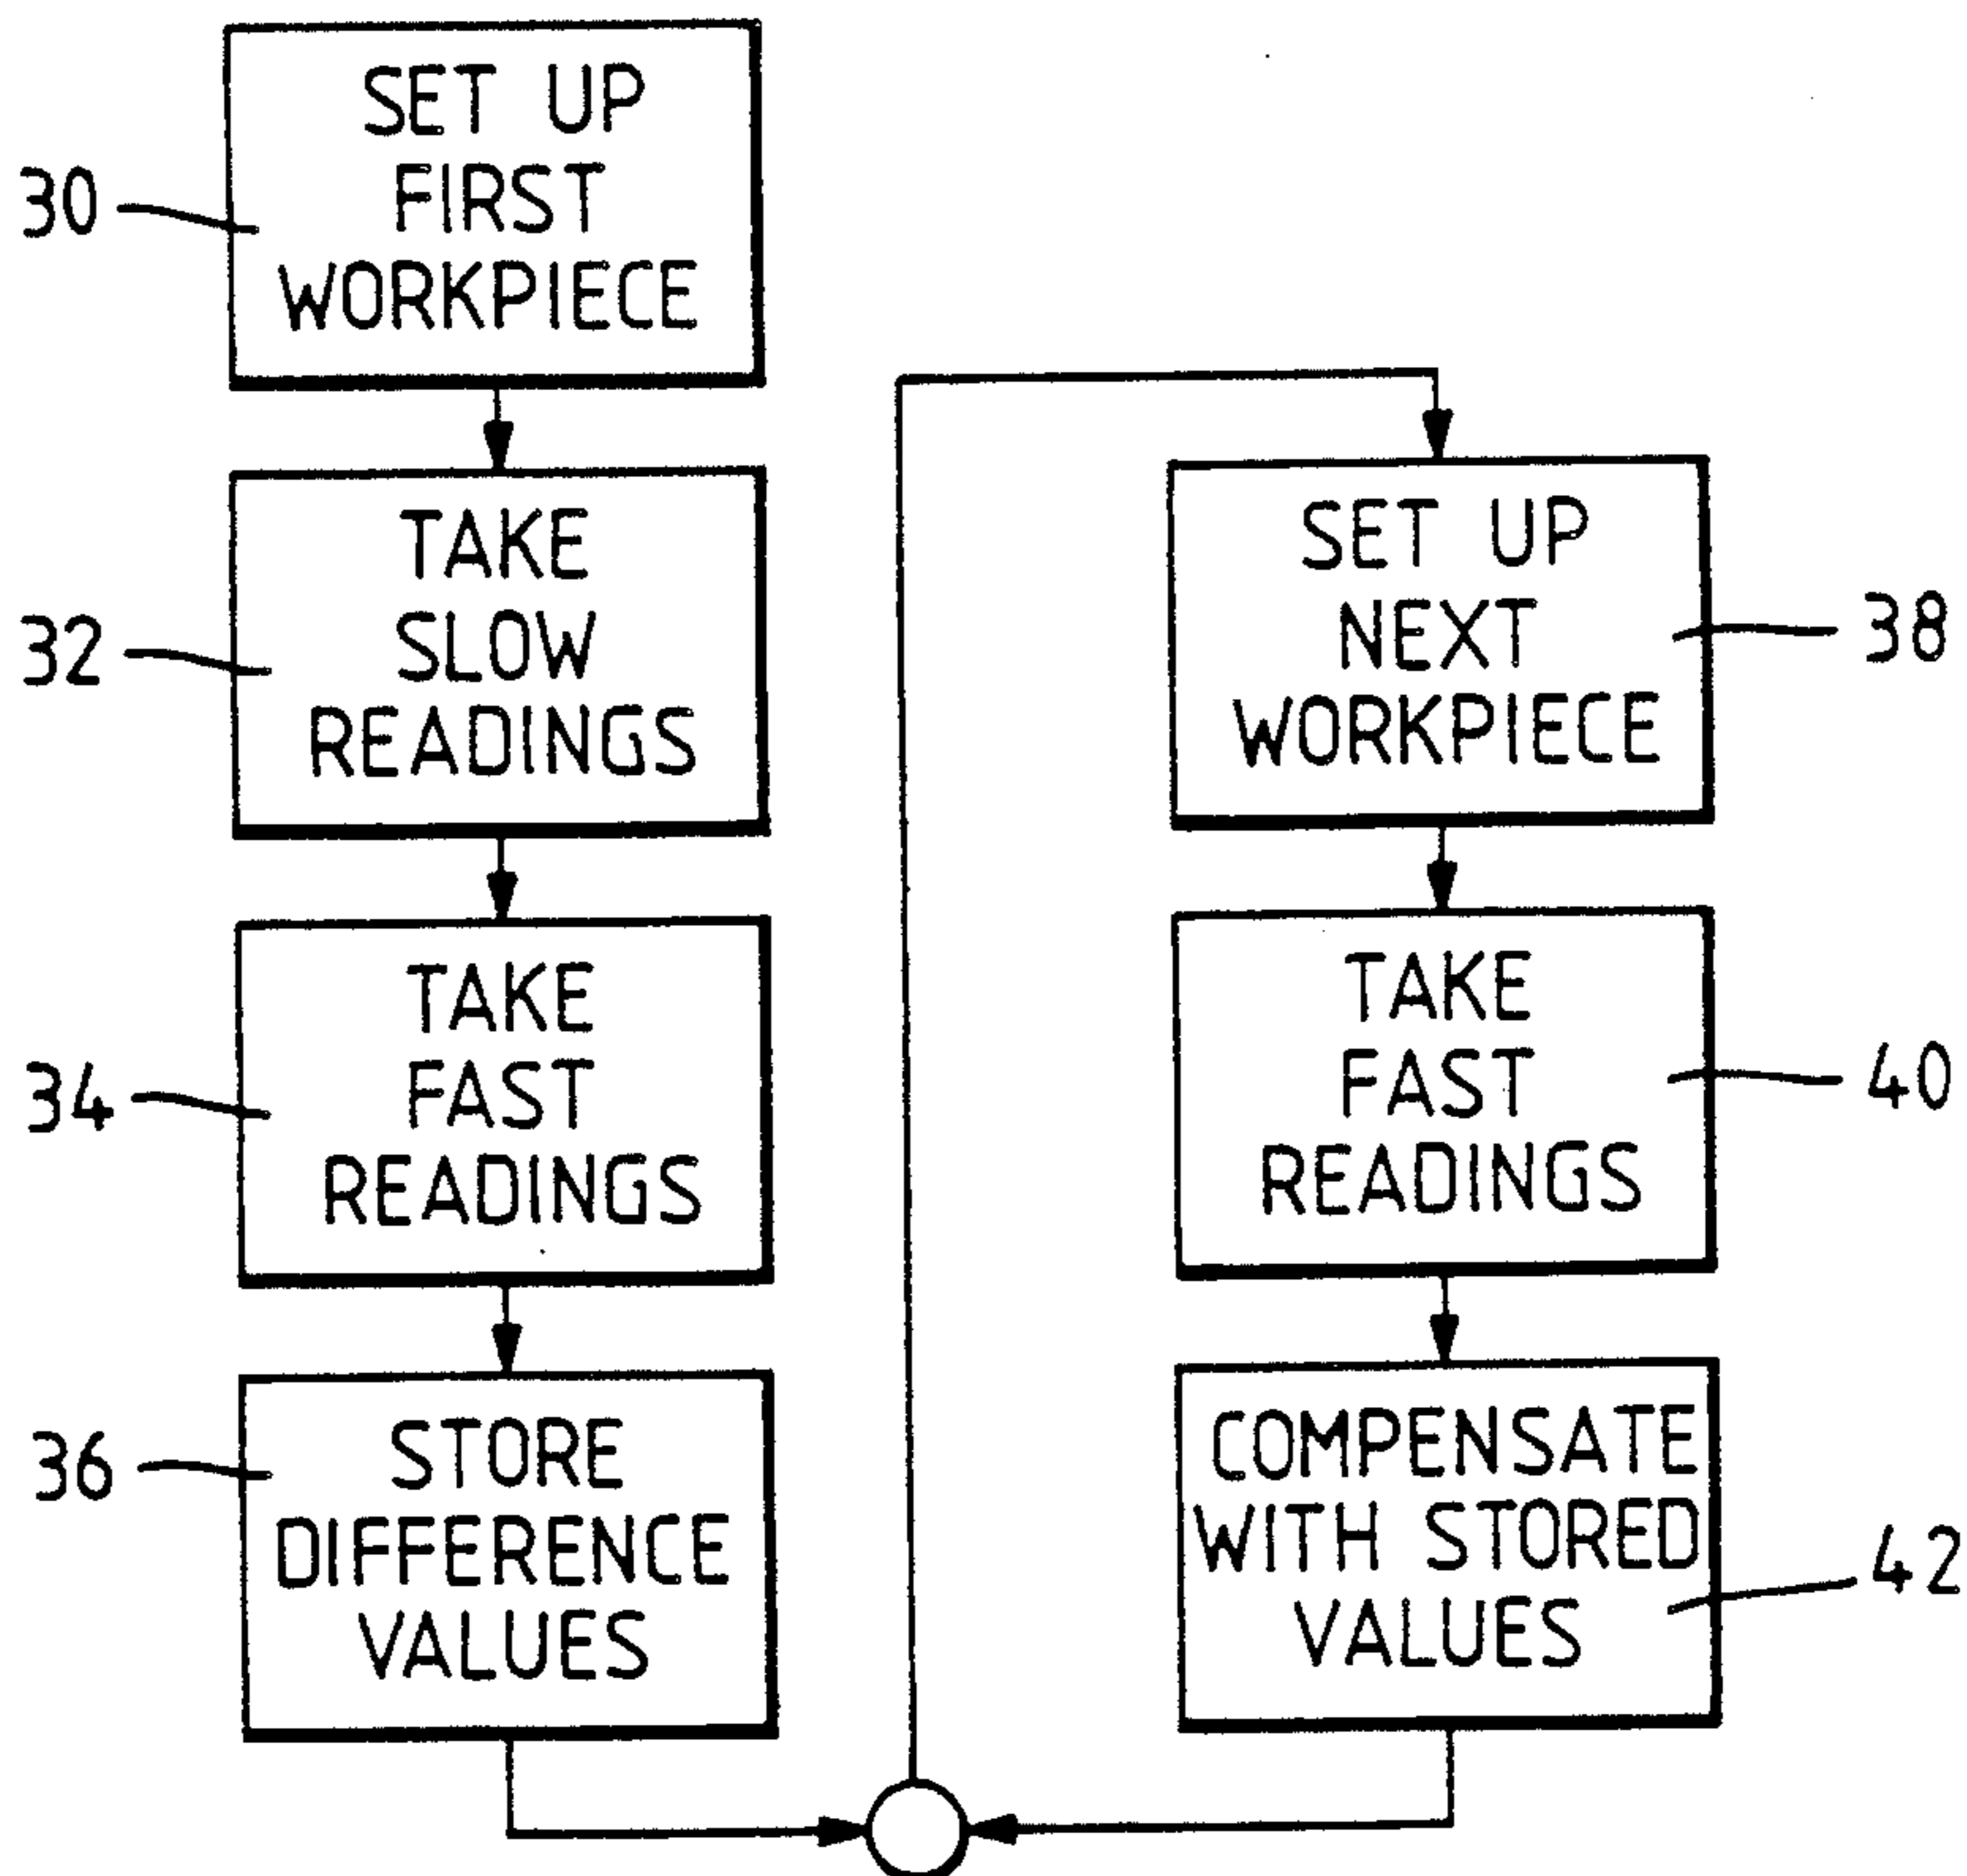 30
SET UP
FIRST
WORKPIECE
32
TAKE
SLOW
READINGS
34
TAKE
FAST
READINGS
36
STORE
DIFFERENCE
VALUES
SET UP
NEXT
WORKPIECE
38
TAKE
FAST
READINGS
40
COMPENSATE
WITH STORED
VALUES
42